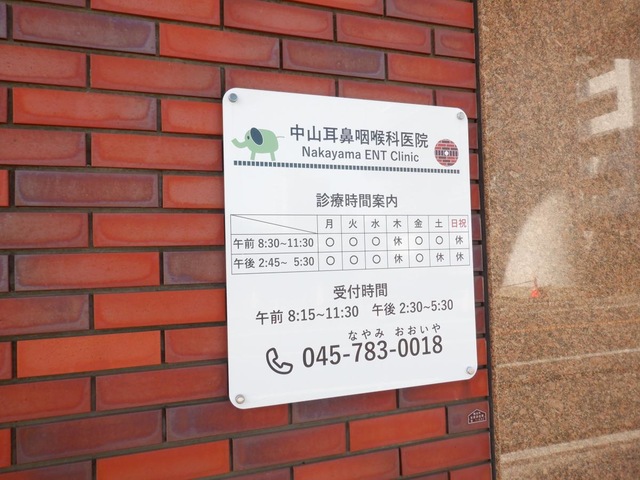 中山耳鼻咽喉科医院
Nakayama ENT Clinic
診療時間案内
月 火 水 木 金 土 日祝
午前 8:30~11:30 ○ ○ ○ 休 ○ ○ 休
午後 2:45~ 5:30 ○ ○ ○ 休 ○ 休 休
受付時間
午前 8:15~11:30 午後 2:30~5:30
なやみ おおいや
045-783-0018